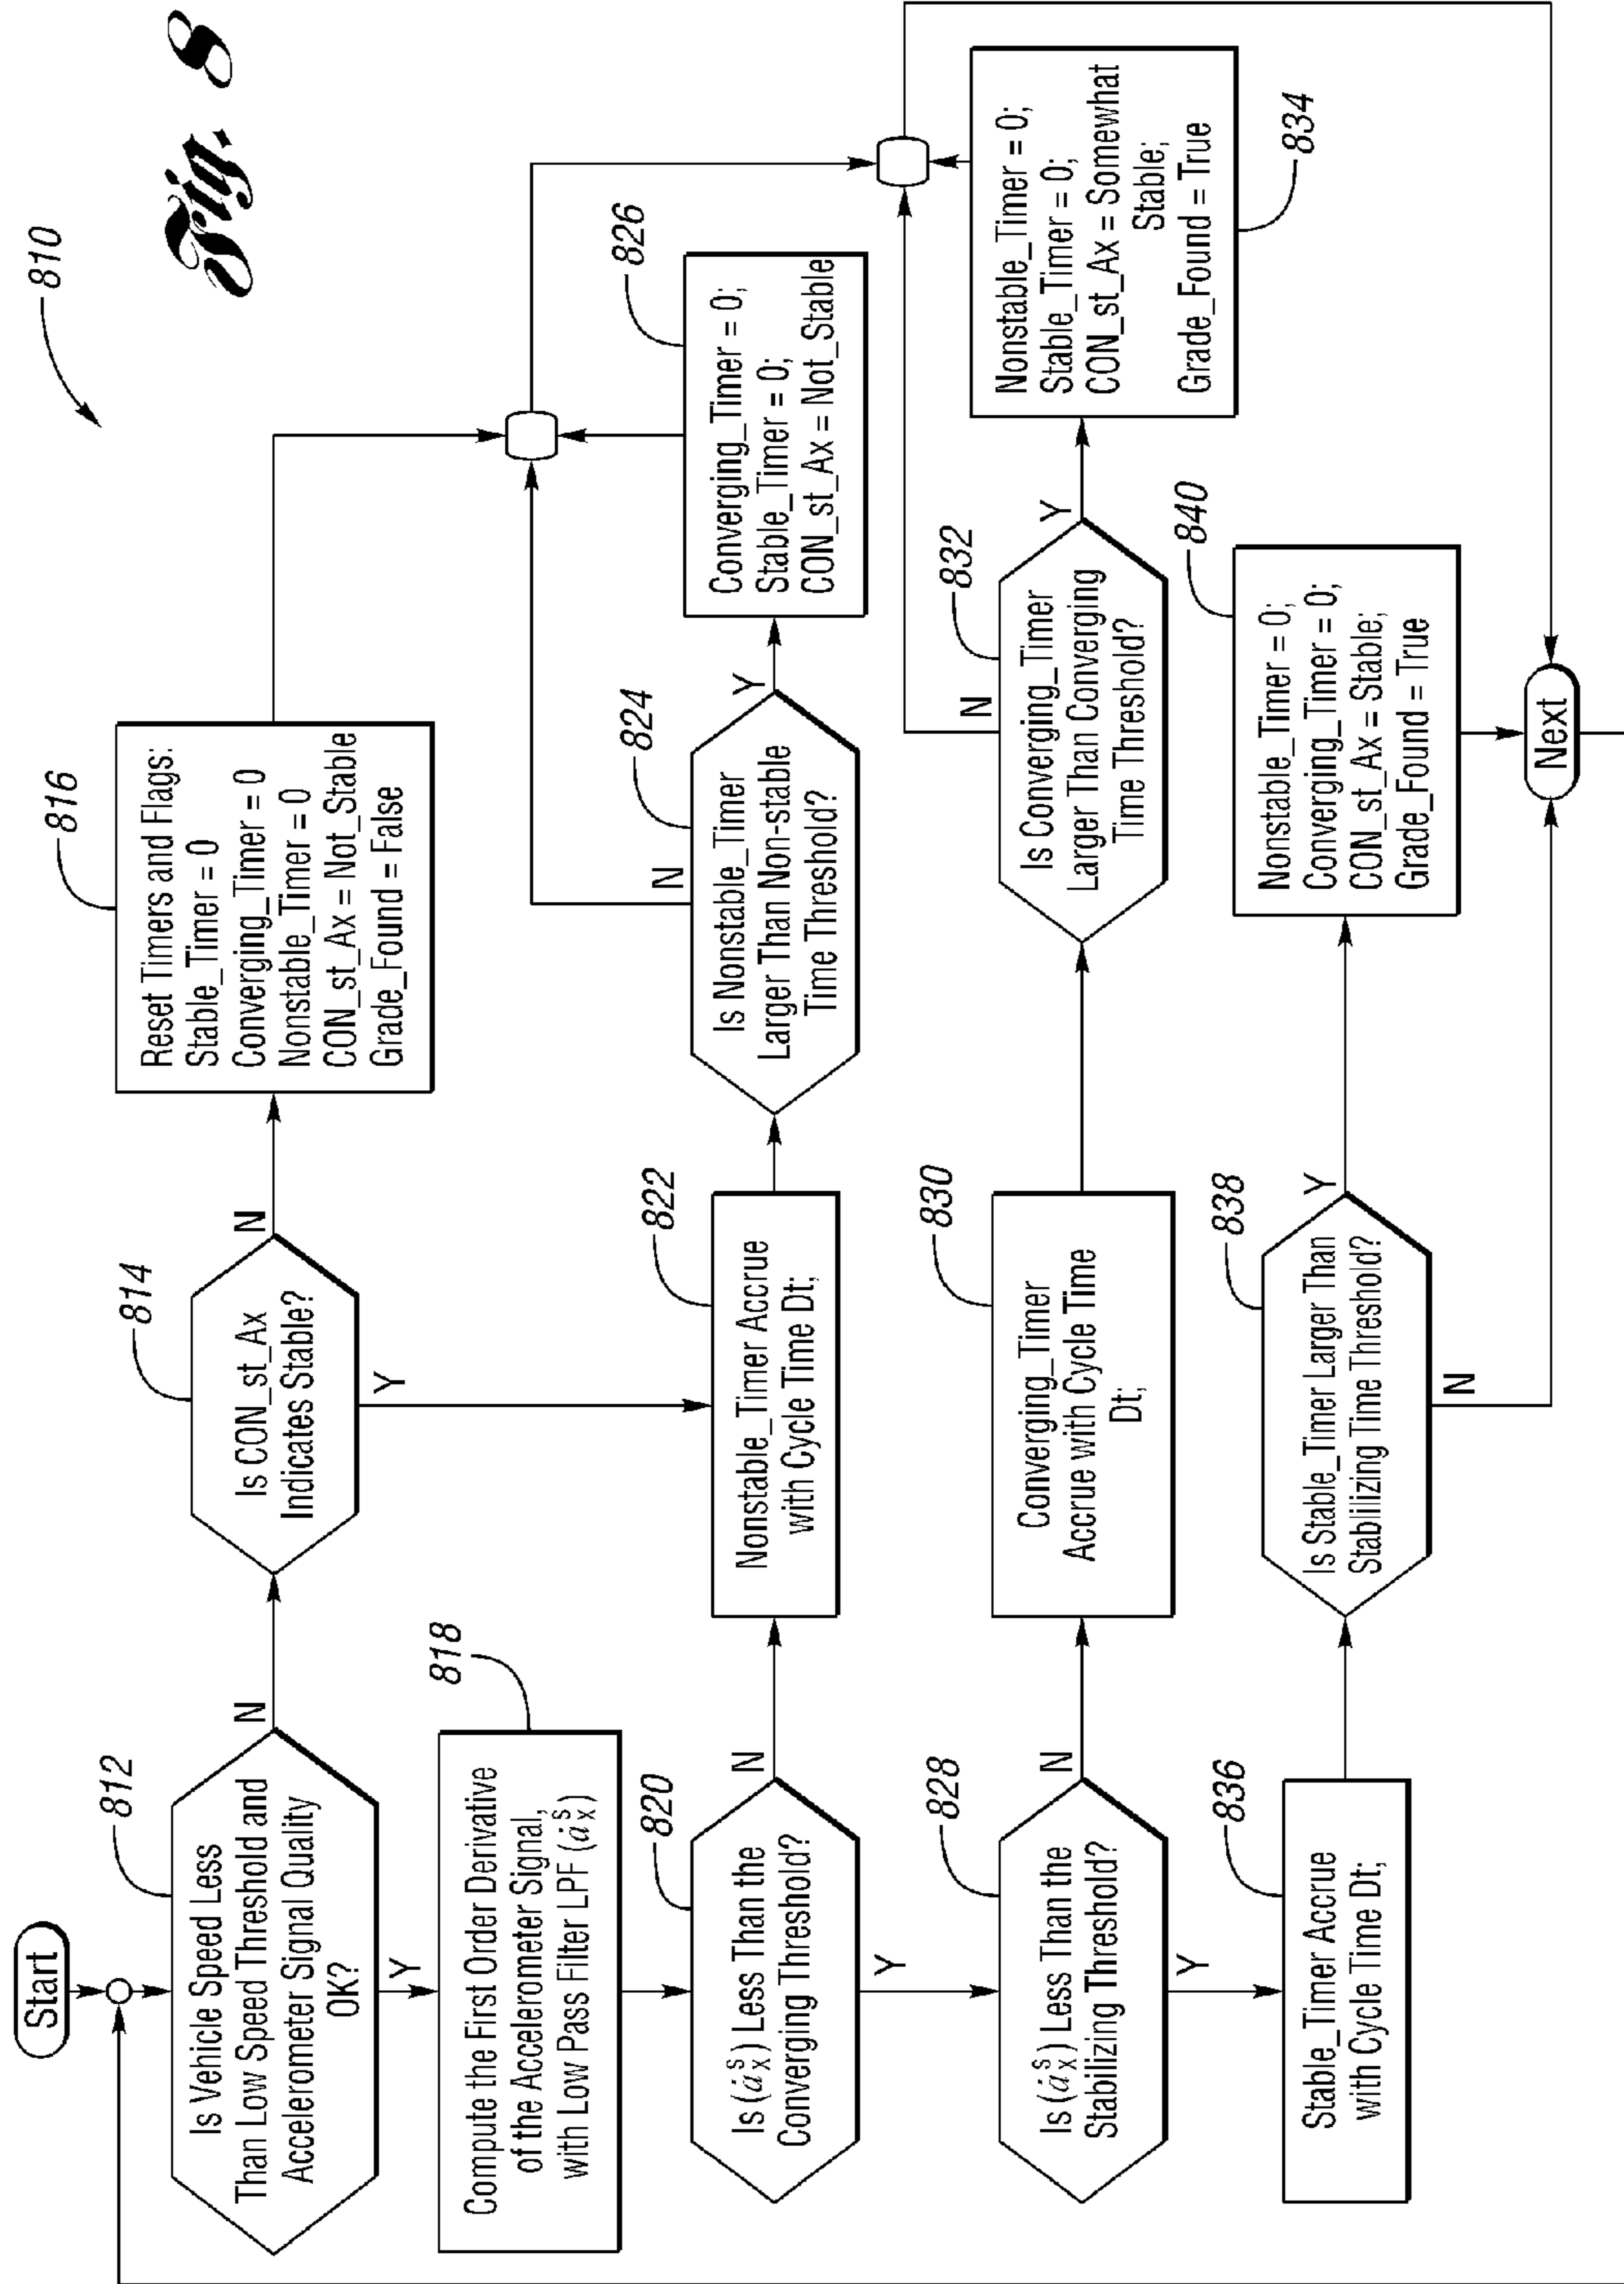 810
Fig. 8
Start
812
Is Vehicle Speed Less
Than Low Speed Threshold and
Accelerometer Signal Quality
OK?
N
Y
814
Is CON_st_Ax
Indicates Stable?
N
Y
816
Reset Timers and Flags:
Stable_Timer = 0
Converging_Timer = 0
Nonstable_Timer = 0
CON_st_Ax = Not_Stable
Grade_Found = False
818
Compute the First Order Derivative
of the Accelerometer Signal,
with Low Pass Filter LPF (ȧₓˢ)
820
Is (ȧₓˢ) Less Than the
Converging Threshold?
N
Y
822
Nonstable_Timer Accrue
with Cycle Time Dt;
824
Is Nonstable_Timer
Larger Than Non-stable
Time Threshold?
N
Y
826
Converging_Timer = 0;
Stable_Timer = 0;
CON_st_Ax = Not_Stable
828
Is (ȧₓˢ) Less Than the
Stabilizing Threshold?
N
Y
830
Converging_Timer
Accrue with Cycle Time
Dt;
832
Is Converging_Timer
Larger Than Converging
Time Threshold?
N
Y
834
Nonstable_Timer = 0;
Stable_Timer = 0;
CON_st_Ax = Somewhat
Stable;
Grade_Found = True
836
Stable_Timer Accrue
with Cycle Time Dt;
838
Is Stable_Timer Larger Than
Stablilizing Time Threshold?
Y
N
840
Nonstable_Timer = 0;
Converging_Timer = 0;
CON_st_Ax = Stable;
Grade_Found = True
Next